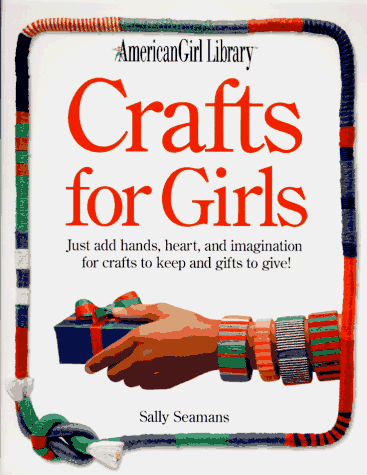 AmericanGirl Library™
Crafts
for Girls
Just add hands, heart, and imagination
for crafts to keep and gifts to give!
Sally Seamans